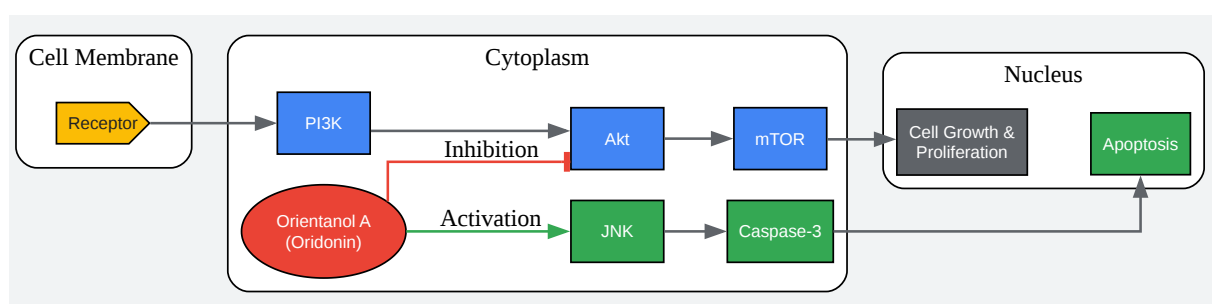 Cell Membrane
Receptor
Cytoplasm
PI3K
Inhibition
Akt
mTOR
Orientanol A
(Oridonin)
Activation
JNK
Caspase-3
Nucleus
Cell Growth &
Proliferation
Apoptosis